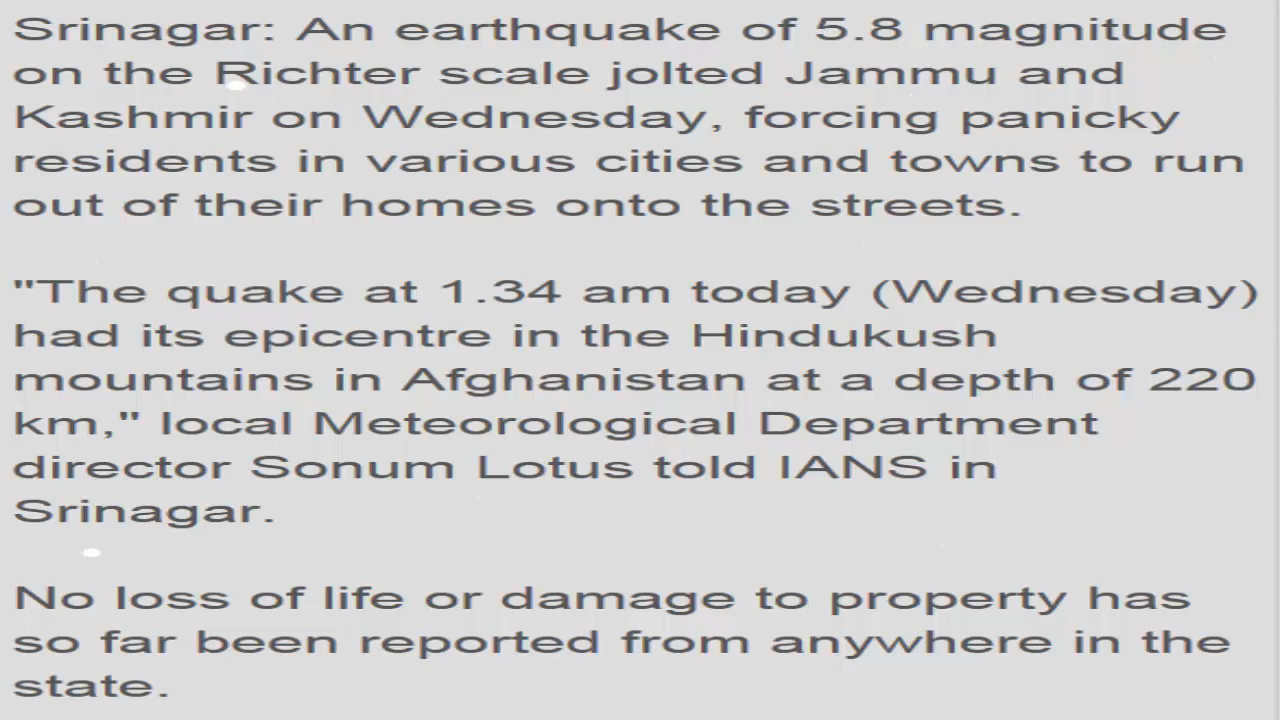 Srinagar: An earthquake of 5.8 magnitude
on the Richter scale jolted Jammu and
Kashmir on Wednesday, forcing panicky
residents in various cities and towns to run
out of their homes onto the streets.
"The quake at 1.34 am today (Wednesday)
had its epicentre in the Hindukush
mountains in Afghanistan at a depth of 220
km," local Meteorological Department
director Sonum Lotus told IANS in
Srinagar.
No loss of life or damage to property has
so far been reported from anywhere in the
state.